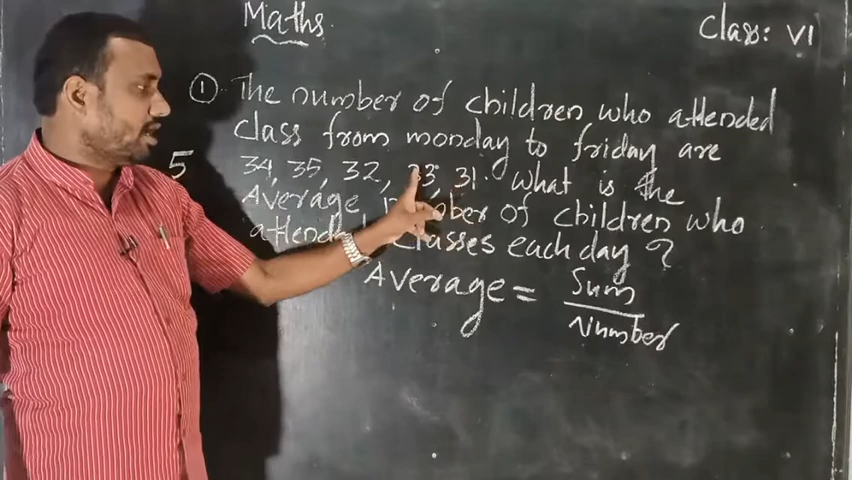 Maths
Class: VI
① The number of children who attended
class from monday to friday are
5
34, 35, 32, 33, 31. What is the
Average number of children who
attended classes each day ?
Average = Sum
Number